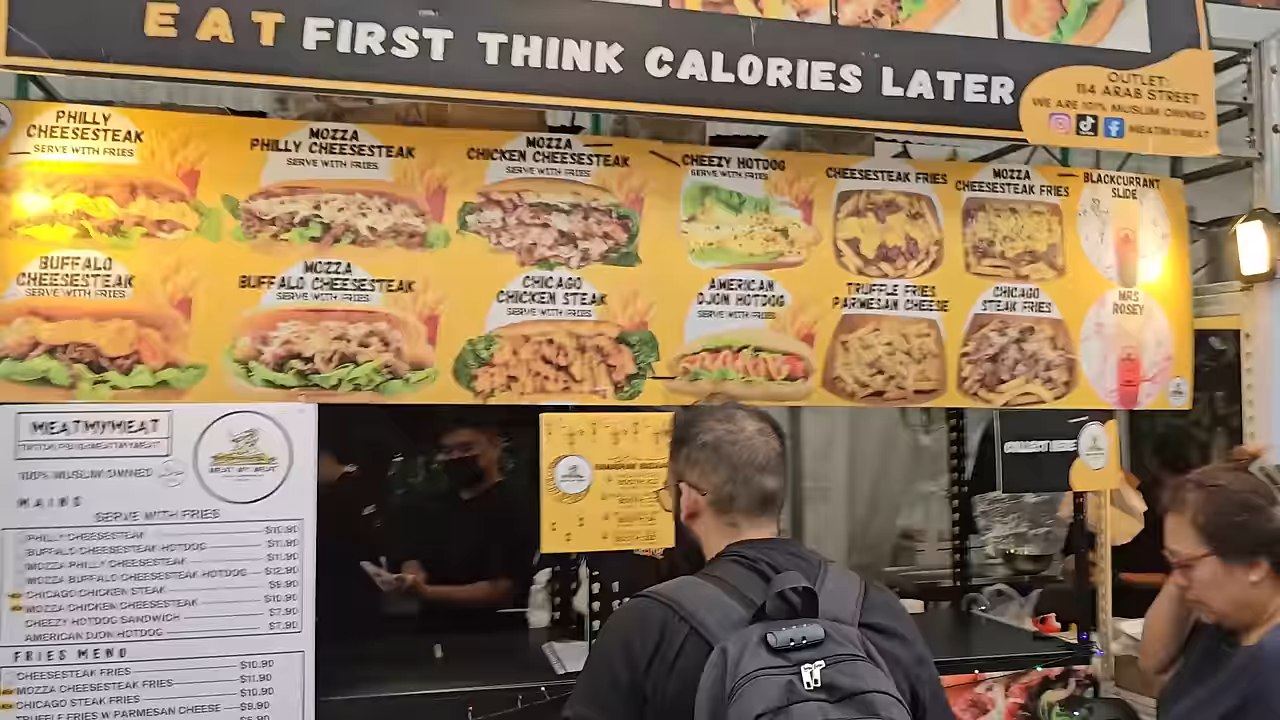 EAT FIRST THINK CALORIES LATER
OUTLET:
114 ARAB STREET
WE ARE 100% MUSLIM OWNED
@MEATMYMEAT
PHILLY
CHEESESTEAK
SERVE WITH FRIES
MOZZA
PHILLY CHEESESTEAK
SERVE WITH FRIES
MOZZA
CHICKEN CHEESESTEAK
SERVE WITH FRIES
CHEEZY HOTDOG
SERVE WITH FRIES
CHEESESTEAK FRIES
MOZZA
CHEESESTEAK FRIES
BLACKCURRANT
SLIDE
BUFFALO
CHEESESTEAK
SERVE WITH FRIES
MOZZA
BUFFALO CHEESESTEAK
SERVE WITH FRIES
CHICAGO
CHICKEN STEAK
SERVE WITH FRIES
AMERICAN
DJON HOTDOG
SERVE WITH FRIES
TRUFFLE FRIES
PARMESAN CHEESE
CHICAGO
STEAK FRIES
MRS
ROSEY
MEATMYMEAT
100% MUSLIM OWNED
MEAT MY MEAT
MAINS
SERVE WITH FRIES
PHILLY CHEESESTEAK $10.90
BUFFALO CHEESESTEAK HOTDOG $11.90
MOZZA PHILLY CHEESESTEAK $11.90
MOZZA BUFFALO CHEESESTEAK HOTDOG $12.90
CHICAGO CHICKEN STEAK $9.90
MOZZA CHICKEN CHEESESTEAK $10.90
CHEEZY HOTDOG SANDWICH $7.90
AMERICAN DJON HOTDOG $7.90
FRIES MENU
CHEESESTEAK FRIES $10.90
MOZZA CHEESESTEAK FRIES $11.90
CHICAGO STEAK FRIES $10.90
TRUFFLE FRIES W PARMESAN CHEESE